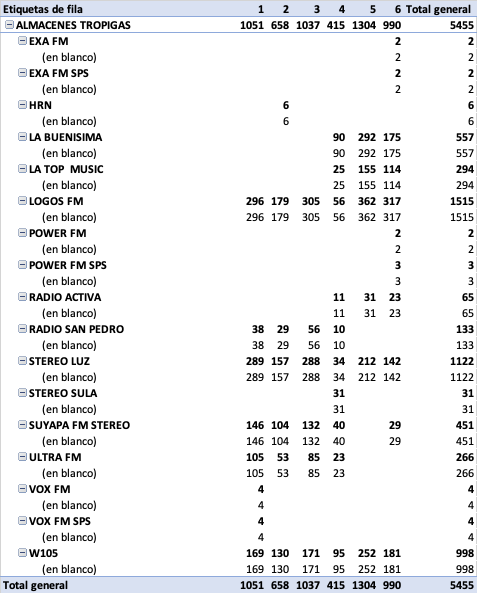 Etiquetas de fila 1 2 3 4 5 6 Total general
ALMACENES TROPIGAS 1051 658 1037 415 1304 990 5455
EXA FM 2 2
(en blanco) 2 2
EXA FM SPS 2 2
(en blanco) 2 2
HRN 6 6
(en blanco) 6 6
LA BUENISIMA 90 292 175 557
(en blanco) 90 292 175 557
LA TOP MUSIC 25 155 114 294
(en blanco) 25 155 114 294
LOGOS FM 296 179 305 56 362 317 1515
(en blanco) 296 179 305 56 362 317 1515
POWER FM 2 2
(en blanco) 2 2
POWER FM SPS 3 3
(en blanco) 3 3
RADIO ACTIVA 11 31 23 65
(en blanco) 11 31 23 65
RADIO SAN PEDRO 38 29 56 10 133
(en blanco) 38 29 56 10 133
STEREO LUZ 289 157 288 34 212 142 1122
(en blanco) 289 157 288 34 212 142 1122
STEREO SULA 31 31
(en blanco) 31 31
SUYAPA FM STEREO 146 104 132 40 29 451
(en blanco) 146 104 132 40 29 451
ULTRA FM 105 53 85 23 266
(en blanco) 105 53 85 23 266
VOX FM 4 4
(en blanco) 4 4
VOX FM SPS 4 4
(en blanco) 4 4
W105 169 130 171 95 252 181 998
(en blanco) 169 130 171 95 252 181 998
Total general 1051 658 1037 415 1304 990 5455